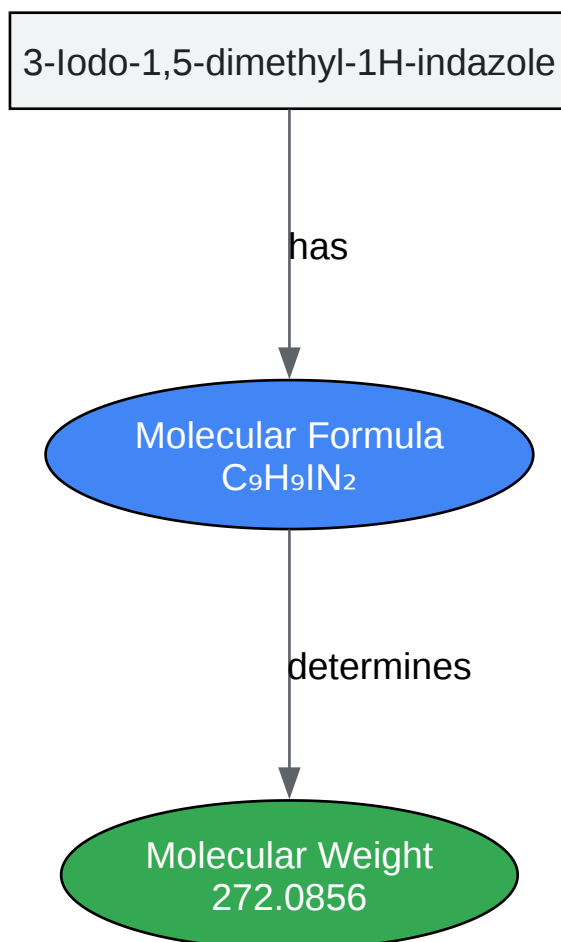 3-Iodo-1,5-dimethyl-1H-indazole
has
Molecular Formula
C₉H₉IN₂
determines
Molecular Weight
272.0856